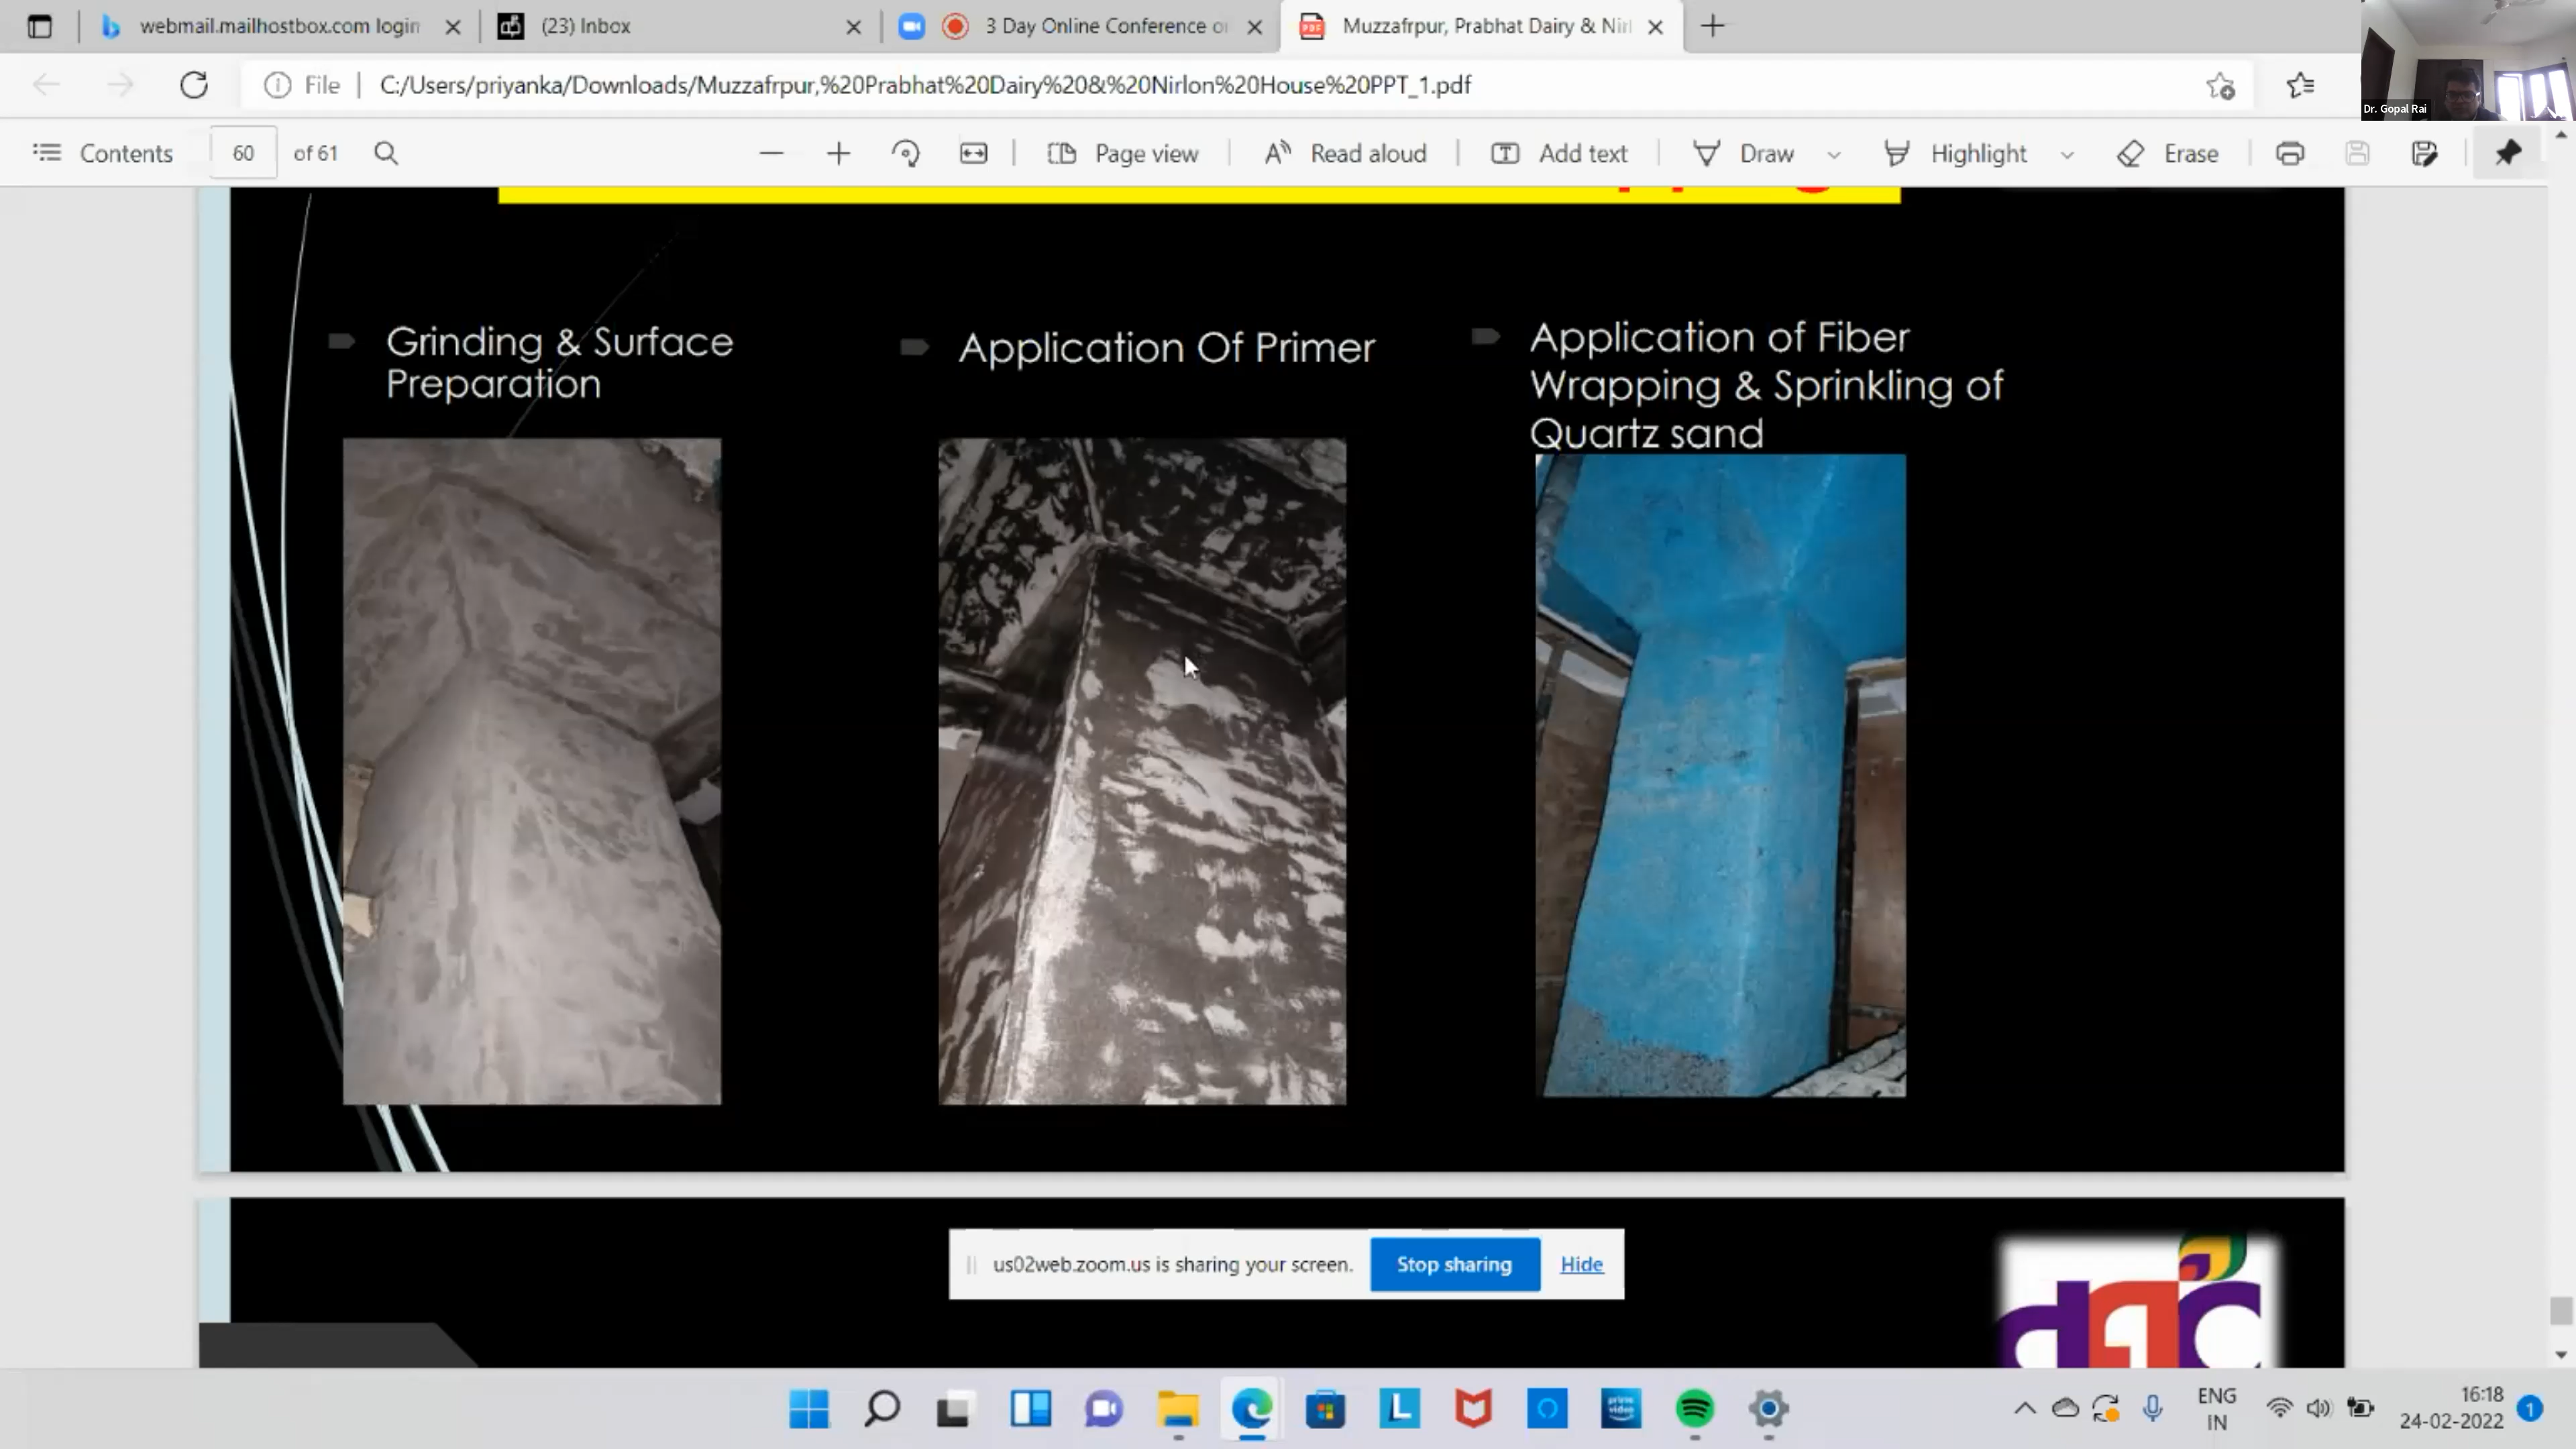 webmail.mailhostbox.com login
(23) Inbox
3 Day Online Conference
Muzzafrpur, Prabhat Dairy &
File
C:/Users/priyanka/Downloads/Muzzafrpur,%20Prabhat%20Dairy%20&%20Nirlon%20House%20PPT_1.pdf
Dr. Gopal Rai
Contents
60 of 61
Page view
Read aloud
Add text
Draw
Highlight
Erase
Grinding & Surface
Preparation
Application Of Primer
Application of Fiber
Wrapping & Sprinkling of
Quartz sand
us02web.zoom.us is sharing your screen.
Stop sharing
Hide
prime
video
ENG
IN
16:18
24-02-2022
1